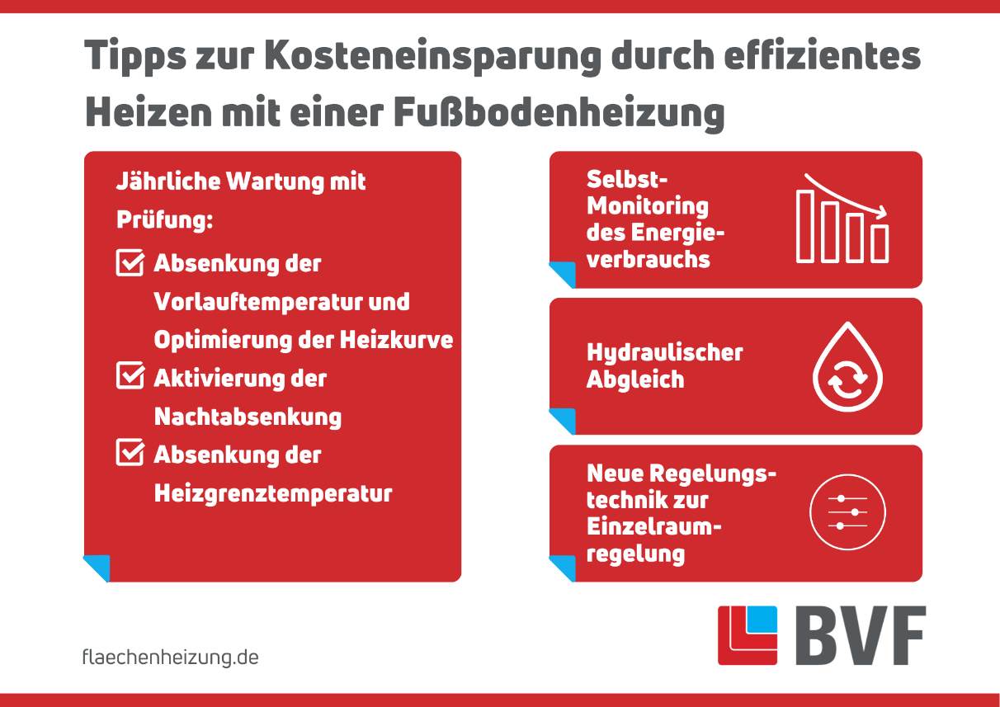 Tipps zur Kosteneinsparung durch effizientes
Heizen mit einer Fußbodenheizung
Jährliche Wartung mit
Prüfung:
Absenkung der
Vorlauftemperatur und
Optimierung der Heizkurve
Aktivierung der
Nachtabsenkung
Absenkung der
Heizgrenztemperatur
Selbst-
Monitoring
des Energie-
verbrauchs
Hydraulischer
Abgleich
Neue Regelungs-
technik zur
Einzelraum-
regelung
flaechenheizung.de
BVF